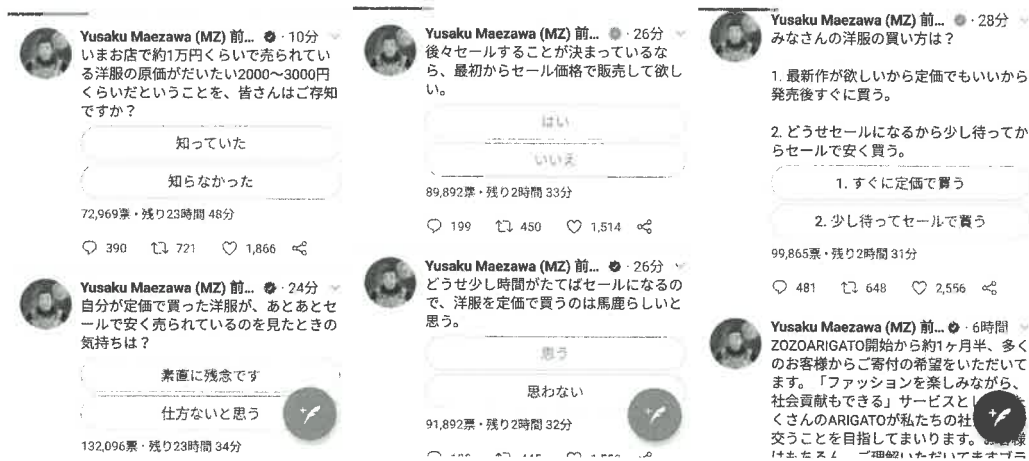 Yusaku Maezawa (MZ) 前... · 10分
いまお店で約1万円くらいで売られてい
る洋服の原価がだいたい2000〜3000円
くらいだということを、皆さんはご存知
ですか？
知っていた
知らなかった
72,969票・残り23時間 48分
390 721 1,866
Yusaku Maezawa (MZ) 前... · 24分
自分が定価で買った洋服が、あとあとセ
ールで安く売られているのを見たときの
気持ちは？
素直に残念です
仕方ないと思う
132,096票・残り23時間 34分
Yusaku Maezawa (MZ) 前... · 26分
後々セールすることが決まっているな
ら、最初からセール価格で販売して欲し
い。
はい
いいえ
89,892票・残り2時間 33分
199 450 1,514
Yusaku Maezawa (MZ) 前... · 26分
どうせ少し時間がたてばセールになるの
で、洋服を定価で買うのは馬鹿らしいと
思う。
思う
思わない
91,892票・残り2時間 32分
Yusaku Maezawa (MZ) 前... · 28分
みなさんの洋服の買い方は？
1. 最新作が欲しいから定価でもいいから
発売後すぐに買う。
2. どうせセールになるから少し待ってか
らセールで安く買う。
1. すぐに定価で買う
2. 少し待ってセールで買う
99,865票・残り2時間 31分
481 648 2,556
Yusaku Maezawa (MZ) 前... · 6時間
ZOZOARIGATO開始から約1ヶ月半、多く
のお客様からご寄付の希望をいただいて
ます。「ファッションを楽しみながら、
社会貢献もできる」サービスとし
くさんのARIGATOが私たちの社
交うことを目指してまいります。
はもちろん、ご理解いただいてますブラ